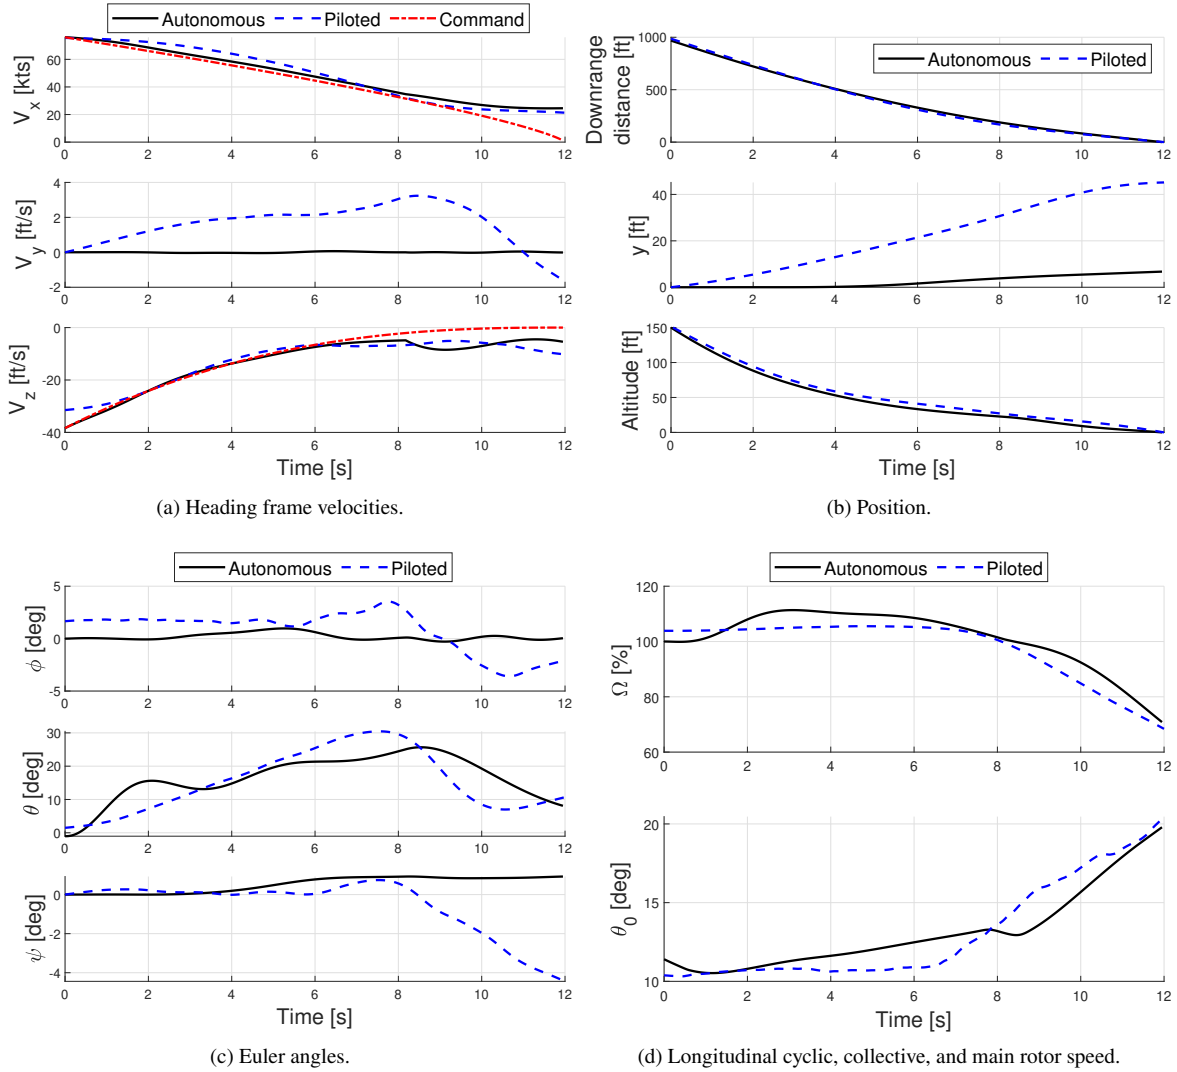 Autonomous Piloted Command
V_x [kts]
60
40
20
0
0 2 4 6 8 10 12
V_y [ft/s]
4
2
0
-2
0 2 4 6 8 10 12
V_z [ft/s]
0
-20
-40
0 2 4 6 8 10 12
Time [s]
(a) Heading frame velocities.
Autonomous Piloted
Downrange
distance [ft]
1000
500
0
0 2 4 6 8 10 12
y [ft]
40
20
0
0 2 4 6 8 10 12
Altitude [ft]
150
100
50
0
0 2 4 6 8 10 12
Time [s]
(b) Position.
Autonomous Piloted
ϕ [deg]
5
0
-5
0 2 4 6 8 10 12
θ [deg]
30
20
10
0
0 2 4 6 8 10 12
ψ [deg]
0
-2
-4
0 2 4 6 8 10 12
Time [s]
(c) Euler angles.
Autonomous Piloted
Ω [%]
120
100
80
60
0 2 4 6 8 10 12
θ_0 [deg]
20
15
10
0 2 4 6 8 10 12
Time [s]
(d) Longitudinal cyclic, collective, and main rotor speed.